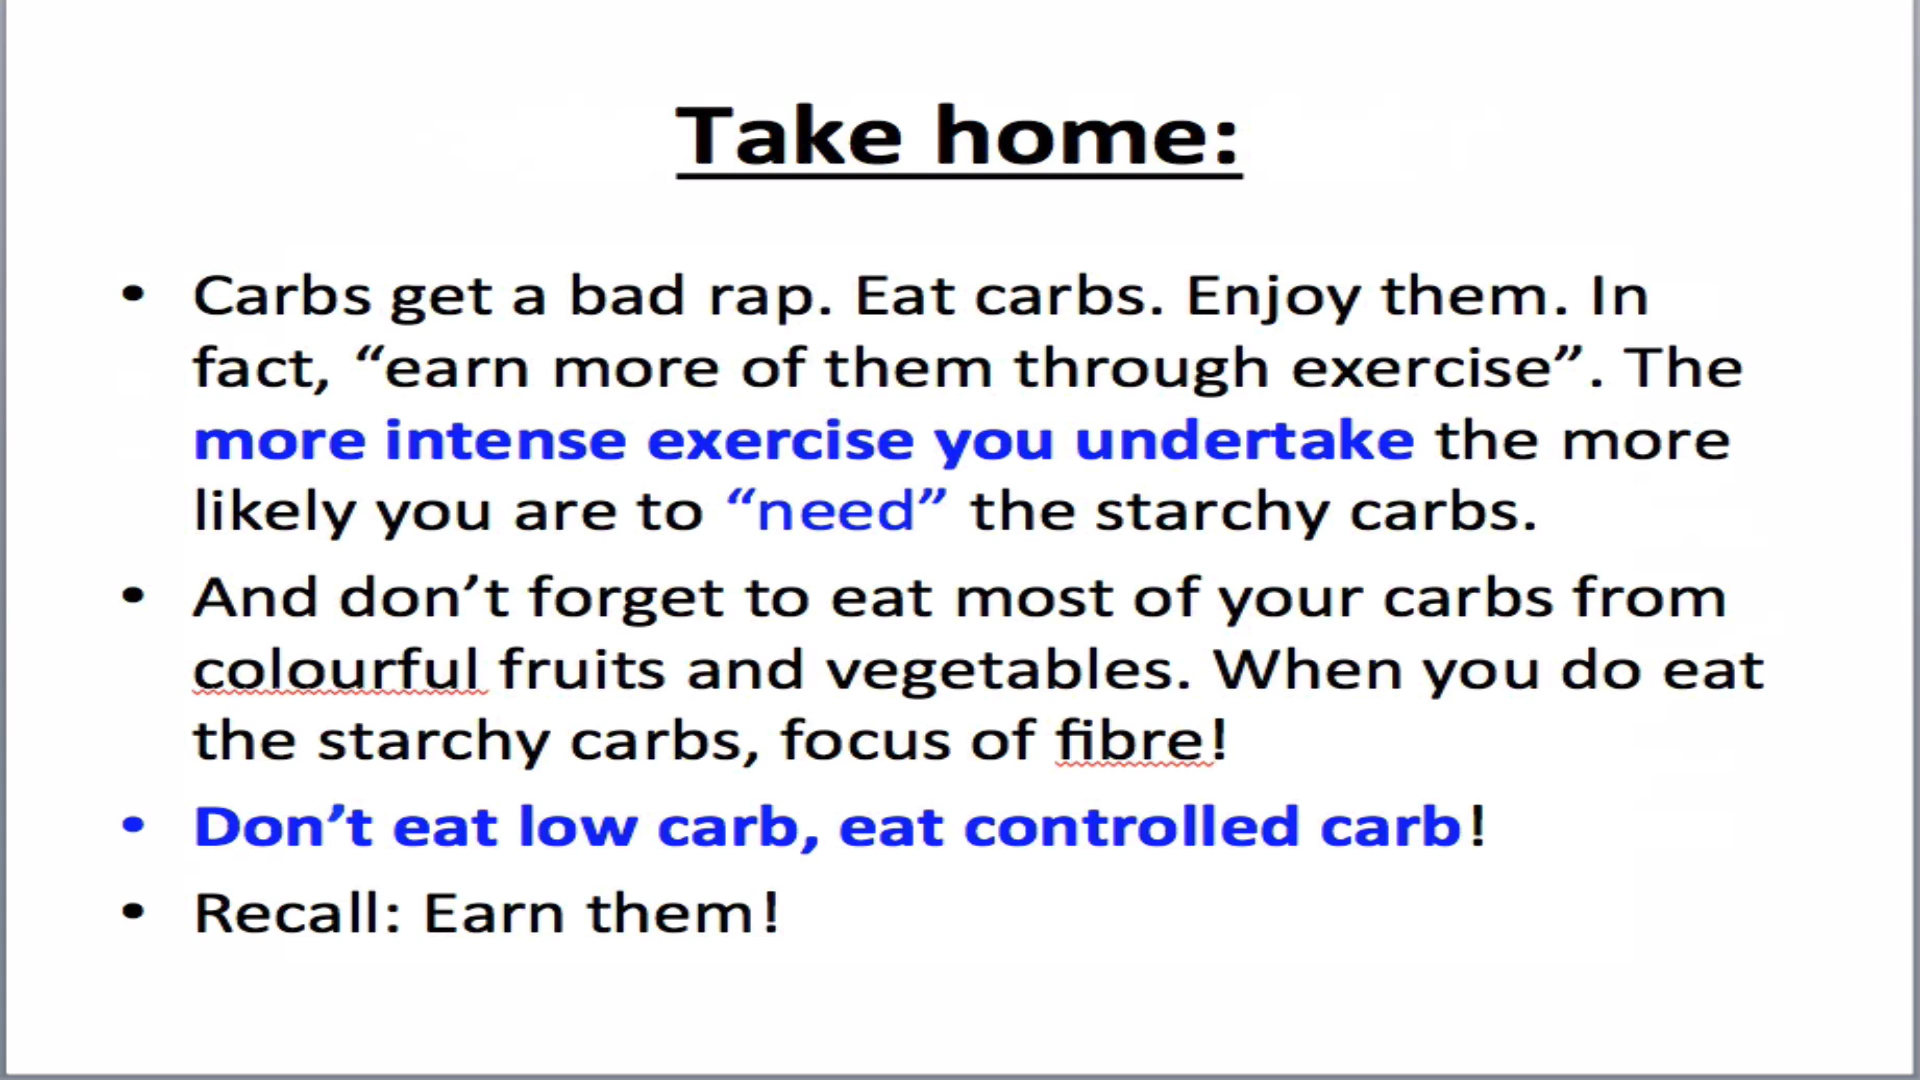 Take home:
• Carbs get a bad rap. Eat carbs. Enjoy them. In
fact, “earn more of them through exercise”. The
more intense exercise you undertake the more
likely you are to “need” the starchy carbs.
• And don’t forget to eat most of your carbs from
colourful fruits and vegetables. When you do eat
the starchy carbs, focus of fibre!
• Don’t eat low carb, eat controlled carb!
• Recall: Earn them!